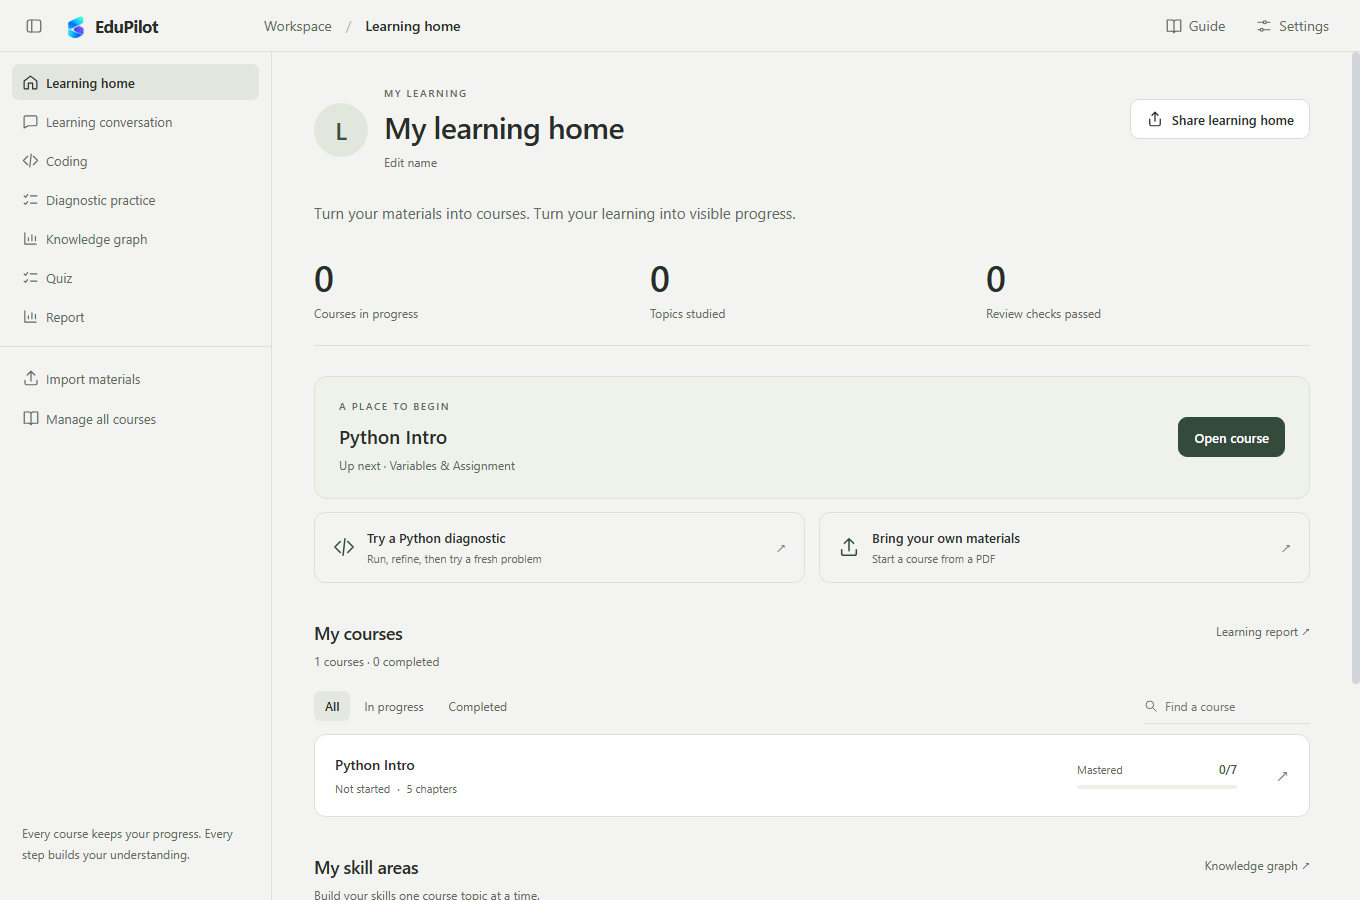 EduPilot
Workspace / Learning home
Guide
Settings
Learning home
Learning conversation
Coding
Diagnostic practice
Knowledge graph
Quiz
Report
Import materials
Manage all courses
Every course keeps your progress. Every
step builds your understanding.
MY LEARNING
L
My learning home
Edit name
Share learning home
Turn your materials into courses. Turn your learning into visible progress.
0
Courses in progress
0
Topics studied
0
Review checks passed
A PLACE TO BEGIN
Python Intro
Up next · Variables & Assignment
Open course
Try a Python diagnostic
Run, refine, then try a fresh problem
↗
Bring your own materials
Start a course from a PDF
↗
My courses
Learning report ↗
1 courses · 0 completed
All
In progress
Completed
Find a course
Python Intro
Not started · 5 chapters
Mastered 0/7
↗
My skill areas
Knowledge graph ↗
Build your skills one course topic at a time.